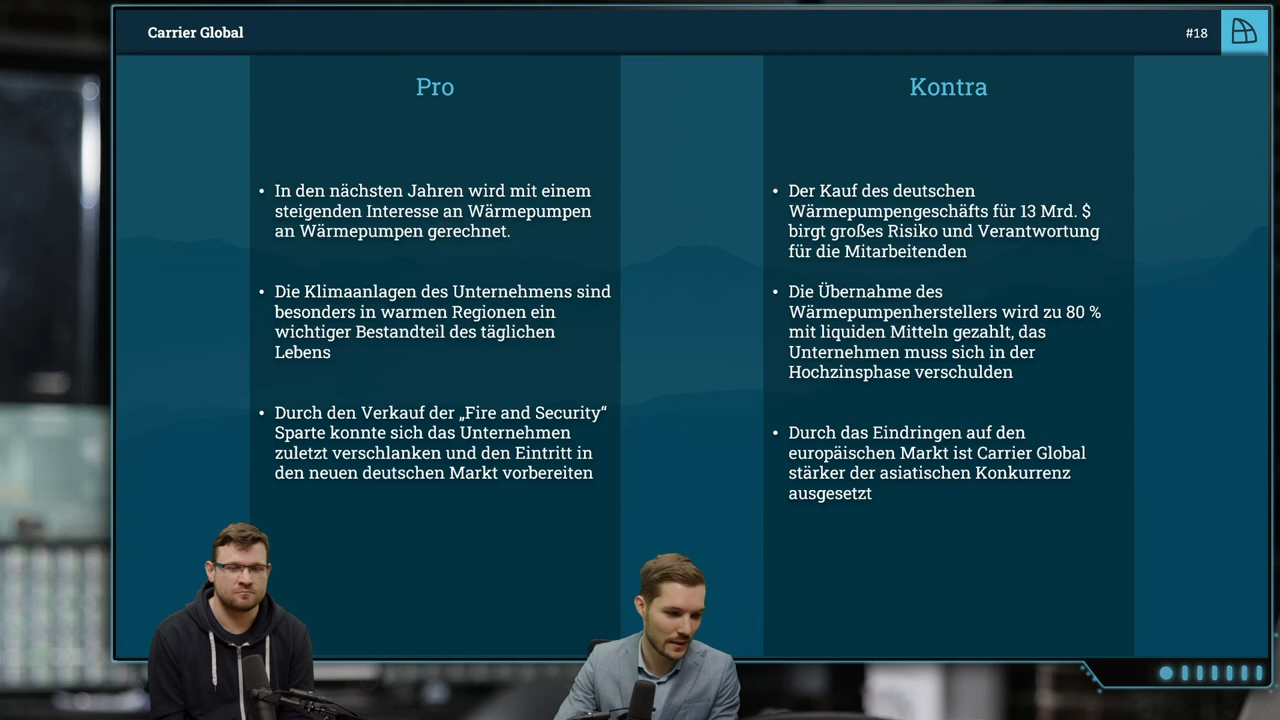 Carrier Global
#18
Pro
• In den nächsten Jahren wird mit einem
steigenden Interesse an Wärmepumpen
an Wärmepumpen gerechnet.
• Die Klimaanlagen des Unternehmens sind
besonders in warmen Regionen ein
wichtiger Bestandteil des täglichen
Lebens
• Durch den Verkauf der „Fire and Security“
Sparte konnte sich das Unternehmen
zuletzt verschlanken und den Eintritt in
den neuen deutschen Markt vorbereiten
Kontra
• Der Kauf des deutschen
Wärmepumpengeschäfts für 13 Mrd. $
birgt großes Risiko und Verantwortung
für die Mitarbeitenden
• Die Übernahme des
Wärmepumpenherstellers wird zu 80 %
mit liquiden Mitteln gezahlt, das
Unternehmen muss sich in der
Hochzinsphase verschulden
• Durch das Eindringen auf den
europäischen Markt ist Carrier Global
stärker der asiatischen Konkurrenz
ausgesetzt